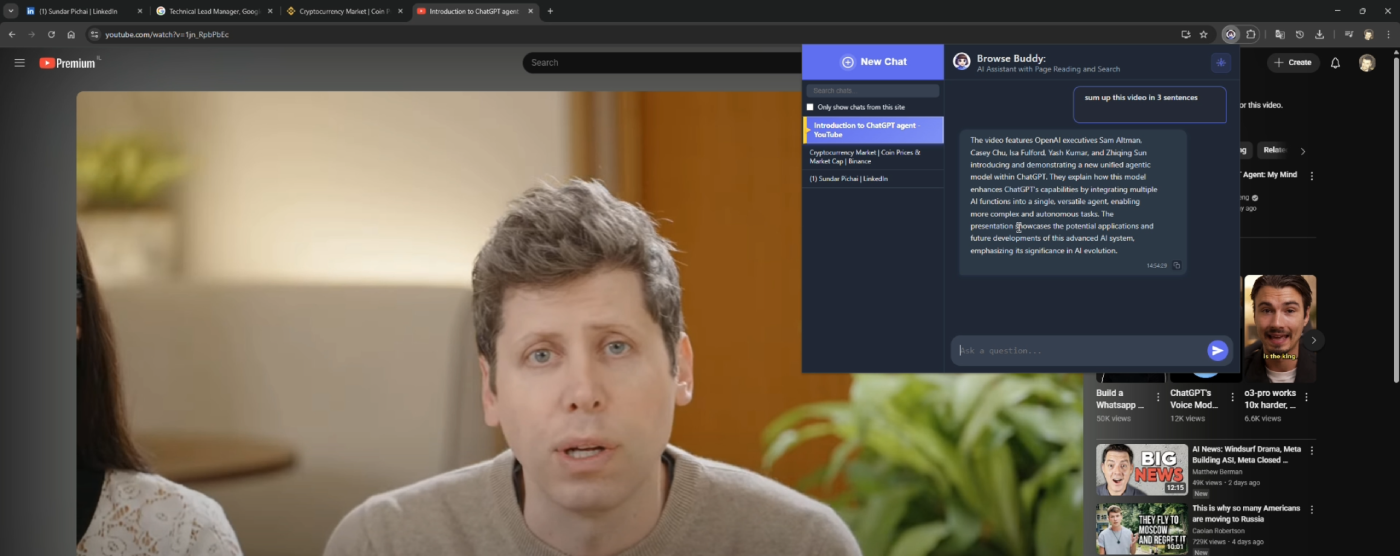 (1) Sundar Pichai | LinkedIn
Technical Lead Manager, Goog
Cryptocurrency Market | Coin P
Introduction to ChatGPT agent
youtube.com/watch?v=1jn_RpbPbEc
Premium
Search
Create
New Chat
Search chats
Only show chats from this site
Introduction to ChatGPT agent -
YouTube
Cryptocurrency Market | Coin Prices &
Market Cap | Binance
(1) Sundar Pichai | LinkedIn
Browse Buddy:
AI Assistant with Page Reading and Search
sum up this video in 3 sentences
The video features OpenAI executives Sam Altman,
Casey Chu, Isa Fulford, Yash Kumar, and Zhiqing Sun
introducing and demonstrating a new unified agentic
model within ChatGPT. They explain how this model
enhances ChatGPT's capabilities by integrating multiple
AI functions into a single, versatile agent, enabling
more complex and autonomous tasks. The
presentation showcases the potential applications and
future developments of this advanced AI system,
emphasizing its significance in AI evolution.
14:54:29
Ask a question...
or this video.
ng
Relate
T Agent: My Mind
ng
ay ago
is the king.
Build a
Whatsapp ...
50K views
ChatGPT's
Voice Mod...
12K views
o3-pro works
10x harder, ...
6.6K views
BIG
NEWS
12:15
AI News: Windsurf Drama, Meta
Building ASI, Meta Closed ...
Matthew Berman
49K views • 2 days ago
New
THEY FLY TO
MOSCOW
AND REGRET IT
10:01
This is why so many Americans
are moving to Russia
Caolan Robertson
729K views • 4 days ago
New